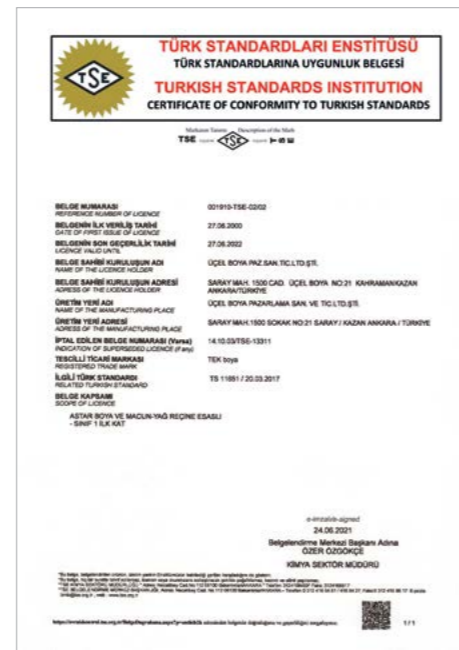 TÜRK STANDARDLARI ENSTİTÜSÜ
TÜRK STANDARDLARINA UYGUNLUK BELGESİ
TURKISH STANDARDS INSTITUTION
CERTIFICATE OF CONFORMITY TO TURKISH STANDARDS
TSE
Markanın Tanımı Description of the Mark
TSE TSE
BELGE NUMARASI 001910-TSE-02/02
REFERENCE NUMBER OF LICENCE
BELGENİN İLK VERİLİŞ TARİHİ 27.06.2000
DATE OF FIRST ISSUE OF LICENCE
BELGENİN SON GEÇERLİLİK TARİHİ 27.06.2022
LICENCE VALID UNTIL
BELGE SAHİBİ KURULUŞUN ADI ÜÇEL BOYA PAZ.SAN.TİC.LTD.ŞTİ.
NAME OF THE LICENCE HOLDER
BELGE SAHİBİ KURULUŞUN ADRESİ SARAY MAH. 1500 CAD. ÜÇEL BOYA NO:21 KAHRAMANKAZAN
ADRESS OF THE LICENCE HOLDER ANKARA/TÜRKİYE
ÜRETİM YERİ ADI ÜÇEL BOYA PAZARLAMA SAN. VE TİC.LTD.ŞTİ.
NAME OF THE MANUFACTURING PLACE
ÜRETİM YERİ ADRESİ SARAY MAH.1500 SOKAK NO:21 SARAY / KAZAN ANKARA / TÜRKİYE
ADRESS OF THE MANUFACTURING PLACE
İPTAL EDİLEN BELGE NUMARASI (Varsa) 14.10.03/TSE-13311
INDICATION OF SUPERSEDED LICENCE (if any)
TESCİLLİ TİCARİ MARKASI TEK boya
REGISTERED TRADE MARK
İLGİLİ TÜRK STANDARDI TS 11651 / 20.03.2017
RELATED TURKISH STANDARD
BELGE KAPSAMI
SCOPE OF LICENCE
ASTAR BOYA VE MACUN-YAĞ REÇİNE ESASLI
- SINIF 1 İLK KAT
e-imzalıdır-signed
24.06.2021
Belgelendirme Merkezi Başkanı Adına
ÖZER ÖZGÖKÇE
KİMYA SEKTÖR MÜDÜRÜ
1/1